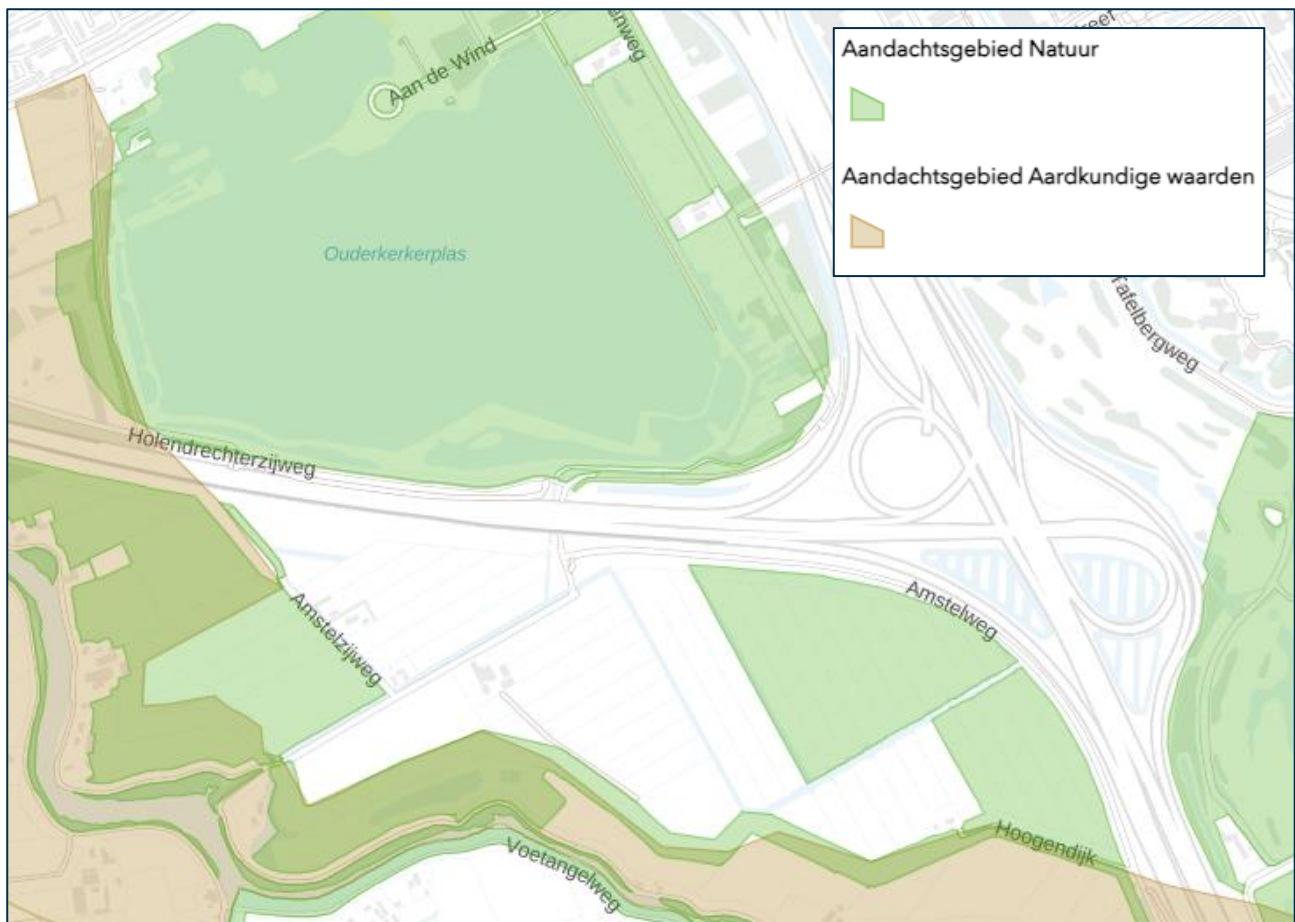 Aandachtsgebied Natuur
Aandachtsgebied Aardkundige waarden
Aan de Wind
Ouderkerkerplas
Tafelbergweg
Holendrechterzijweg
Amstelzijweg
Amstelweg
Hoogendijk
Voetangelweg